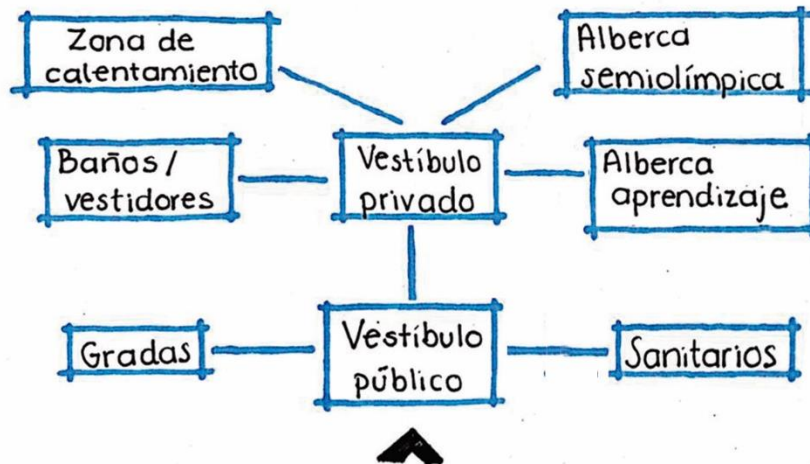 Zona de
calentamiento
Alberca
semiolímpica
Baños/
vestidores
Vestíbulo
privado
Alberca
aprendizaje
Gradas
Vestíbulo
público
Sanitarios